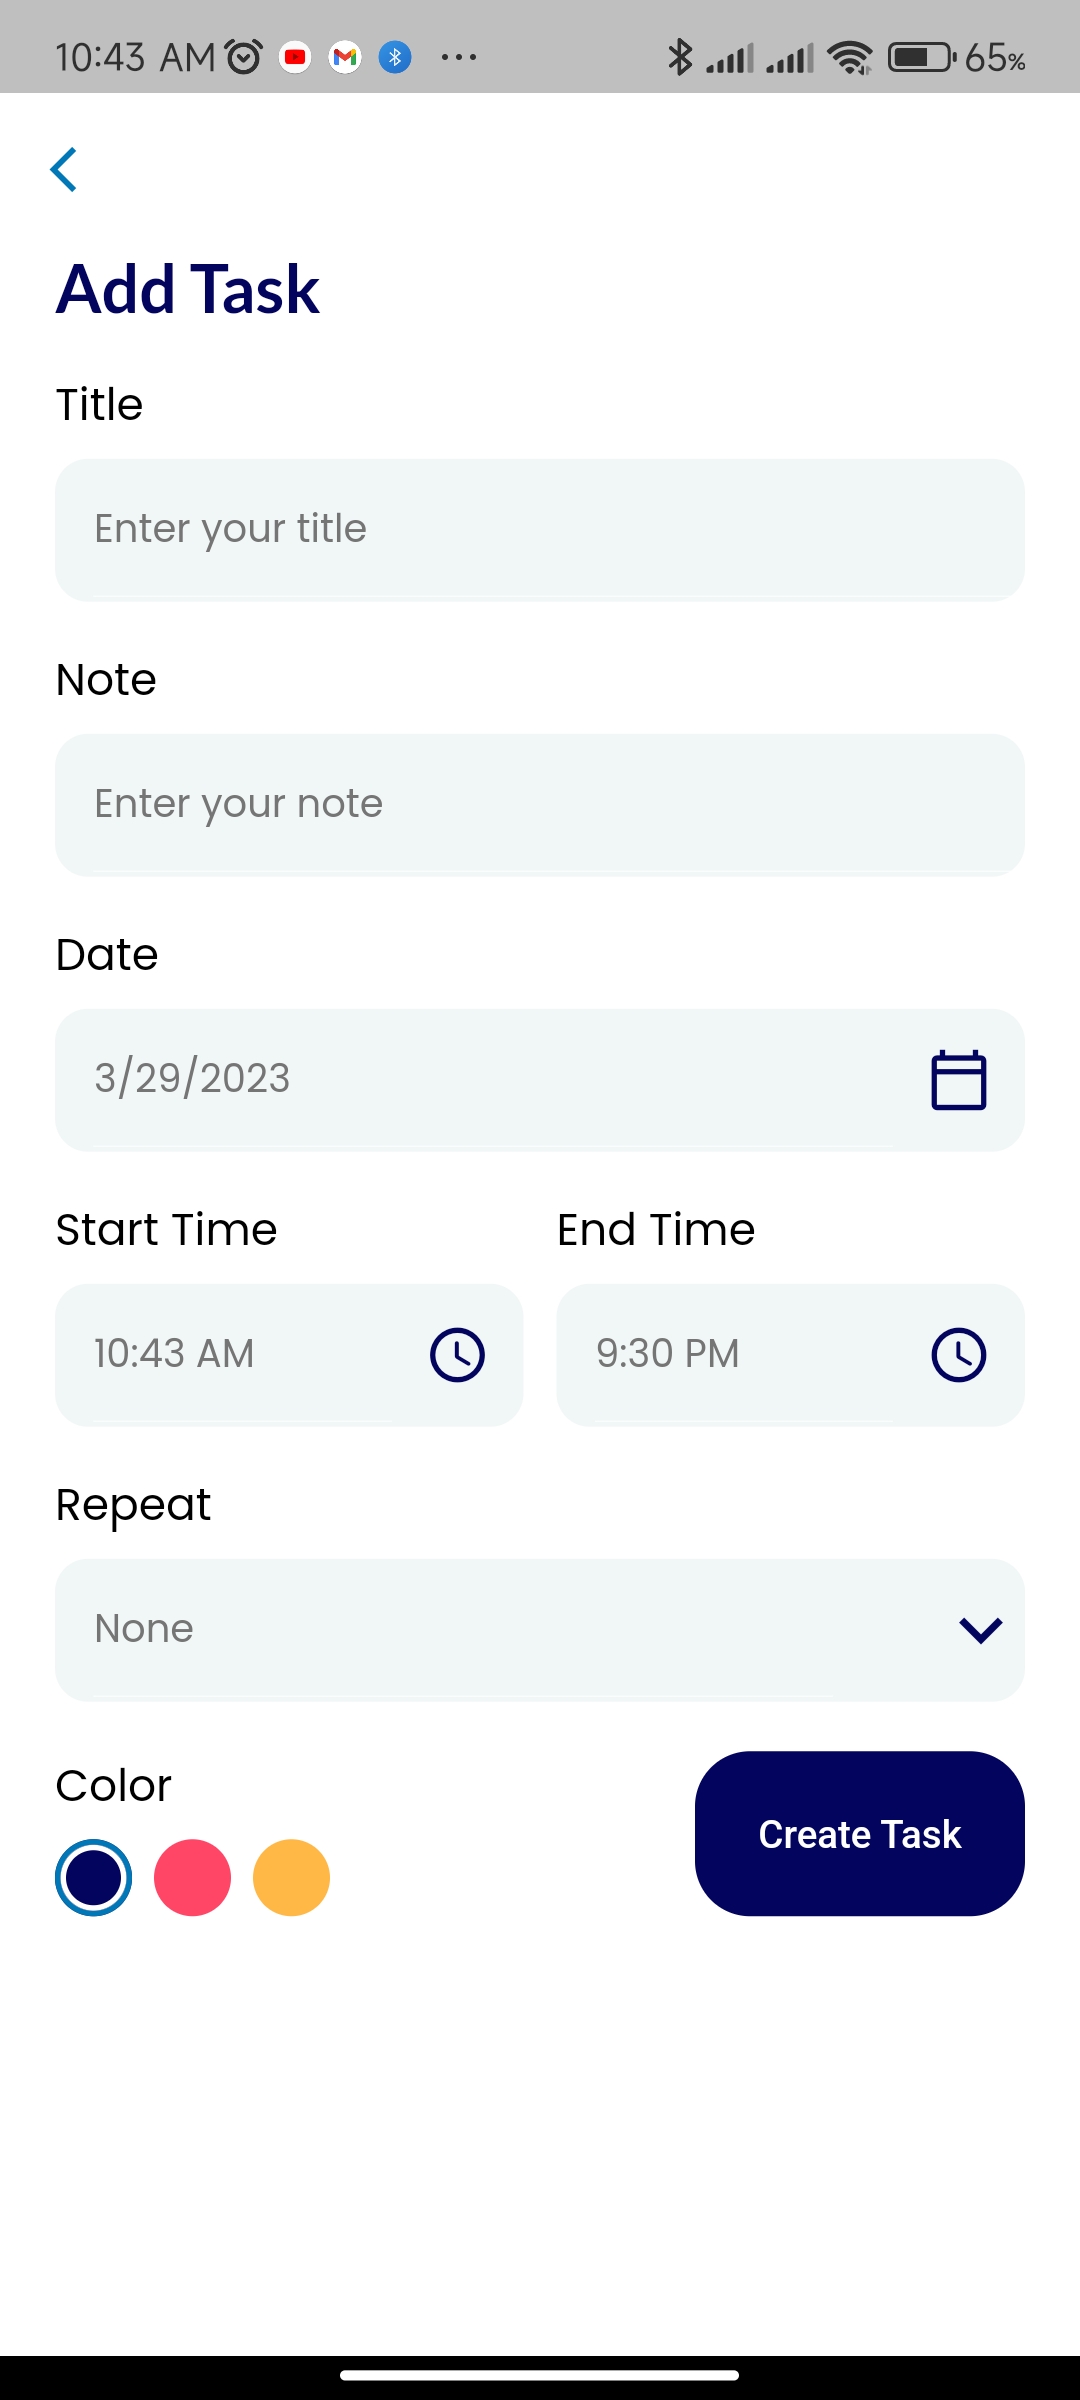 10:43 AM 65%
Add Task
Title
Enter your title
Note
Enter your note
Date
3/29/2023
Start Time End Time
10:43 AM 9:30 PM
Repeat
None
Color
Create Task